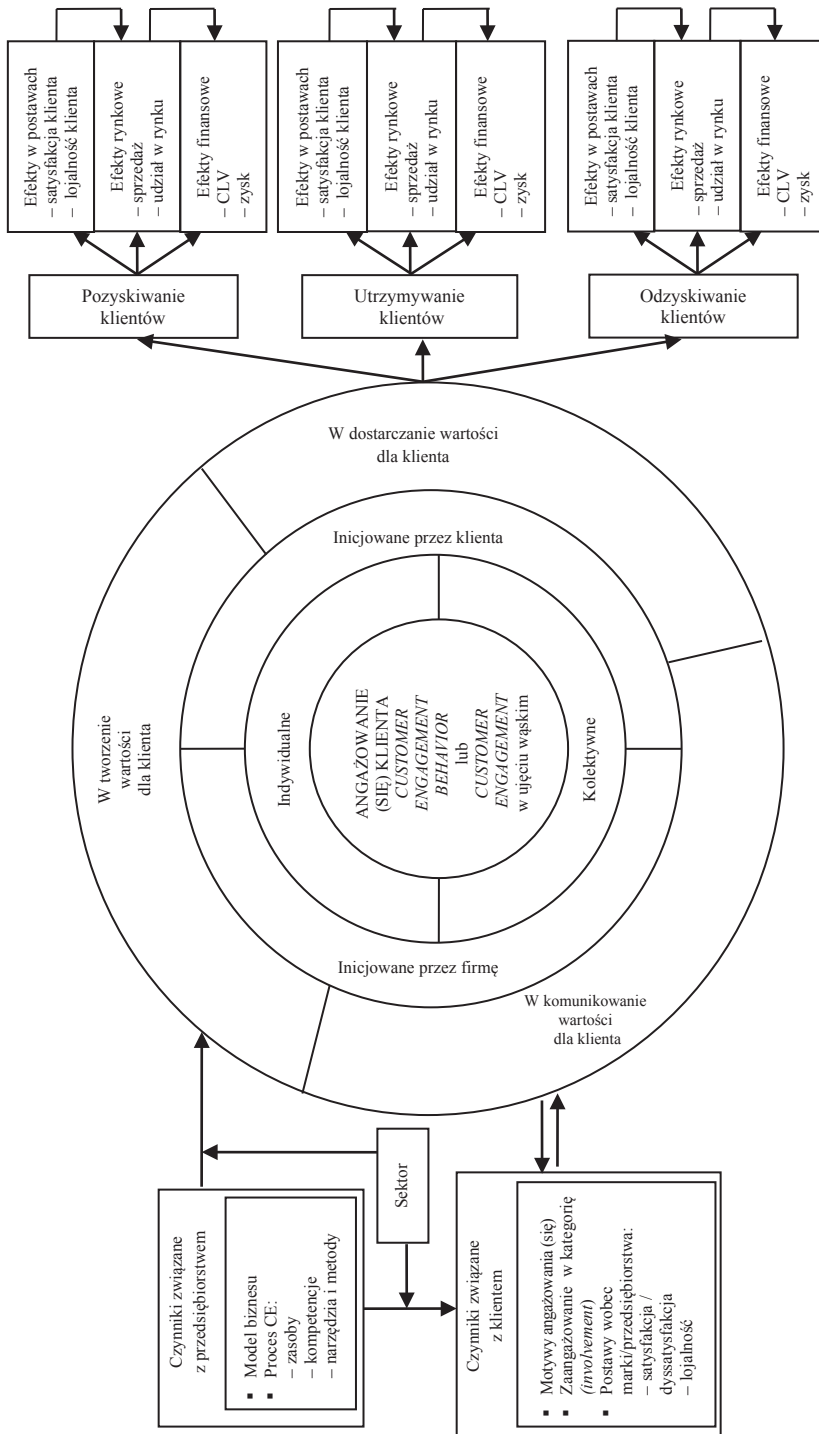 Czynniki związane
z przedsiębiorstwem
▪ Model biznesu
▪ Proces CE:
– zasoby
– kompetencje
– narzędzia i metody
Sektor
Czynniki związane
z klientem
▪ Motywy angażowania (się)
▪ Zaangażowanie w kategorię
(involvement)
▪ Postawy wobec
marki/przedsiębiorstwa:
– satysfakcja /
dyssatysfakcja
– lojalność
W tworzenie
wartości
dla klienta
Inicjowane przez firmę
Indywidualne
ANGAŻOWANIE
(SIĘ) KLIENTA
CUSTOMER
ENGAGEMENT
BEHAVIOR
lub
CUSTOMER
ENGAGEMENT
w ujęciu wąskim
Kolektywne
Inicjowane przez klienta
W komunikowanie
wartości
dla klienta
W dostarczanie wartości
dla klienta
Pozyskiwanie
klientów
Efekty w postawach
– satysfakcja klienta
– lojalność klienta
Efekty rynkowe
– sprzedaż
– udział w rynku
Efekty finansowe
– CLV
– zysk
Utrzymywanie
klientów
Efekty w postawach
– satysfakcja klienta
– lojalność klienta
Efekty rynkowe
– sprzedaż
– udział w rynku
Efekty finansowe
– CLV
– zysk
Odzyskiwanie
klientów
Efekty w postawach
– satysfakcja klienta
– lojalność klienta
Efekty rynkowe
– sprzedaż
– udział w rynku
Efekty finansowe
– CLV
– zysk